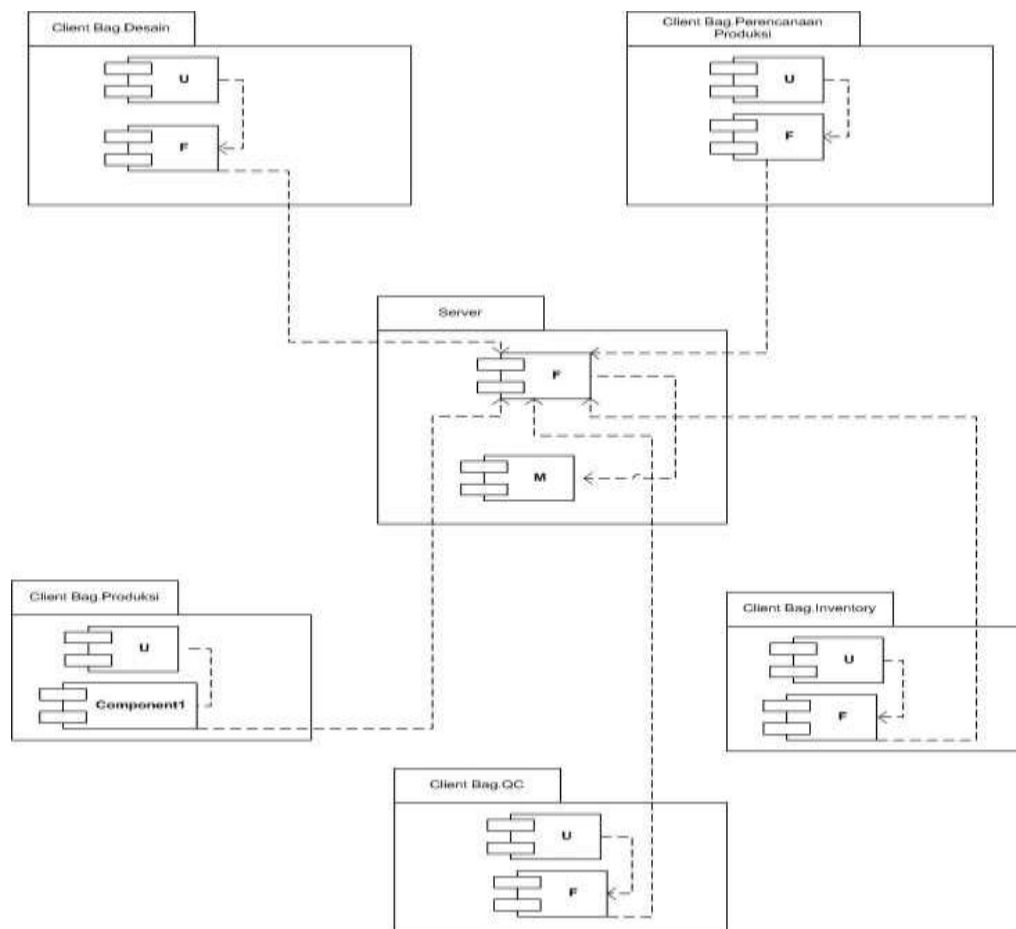 Client Bag.Desain
Client Bag.Perencanaan
Produksi
U
F
U
F
Server
F
M
Client Bag.Produksi
U
Component1
Client Bag.Inventory
U
F
Client Bag.QC
U
F